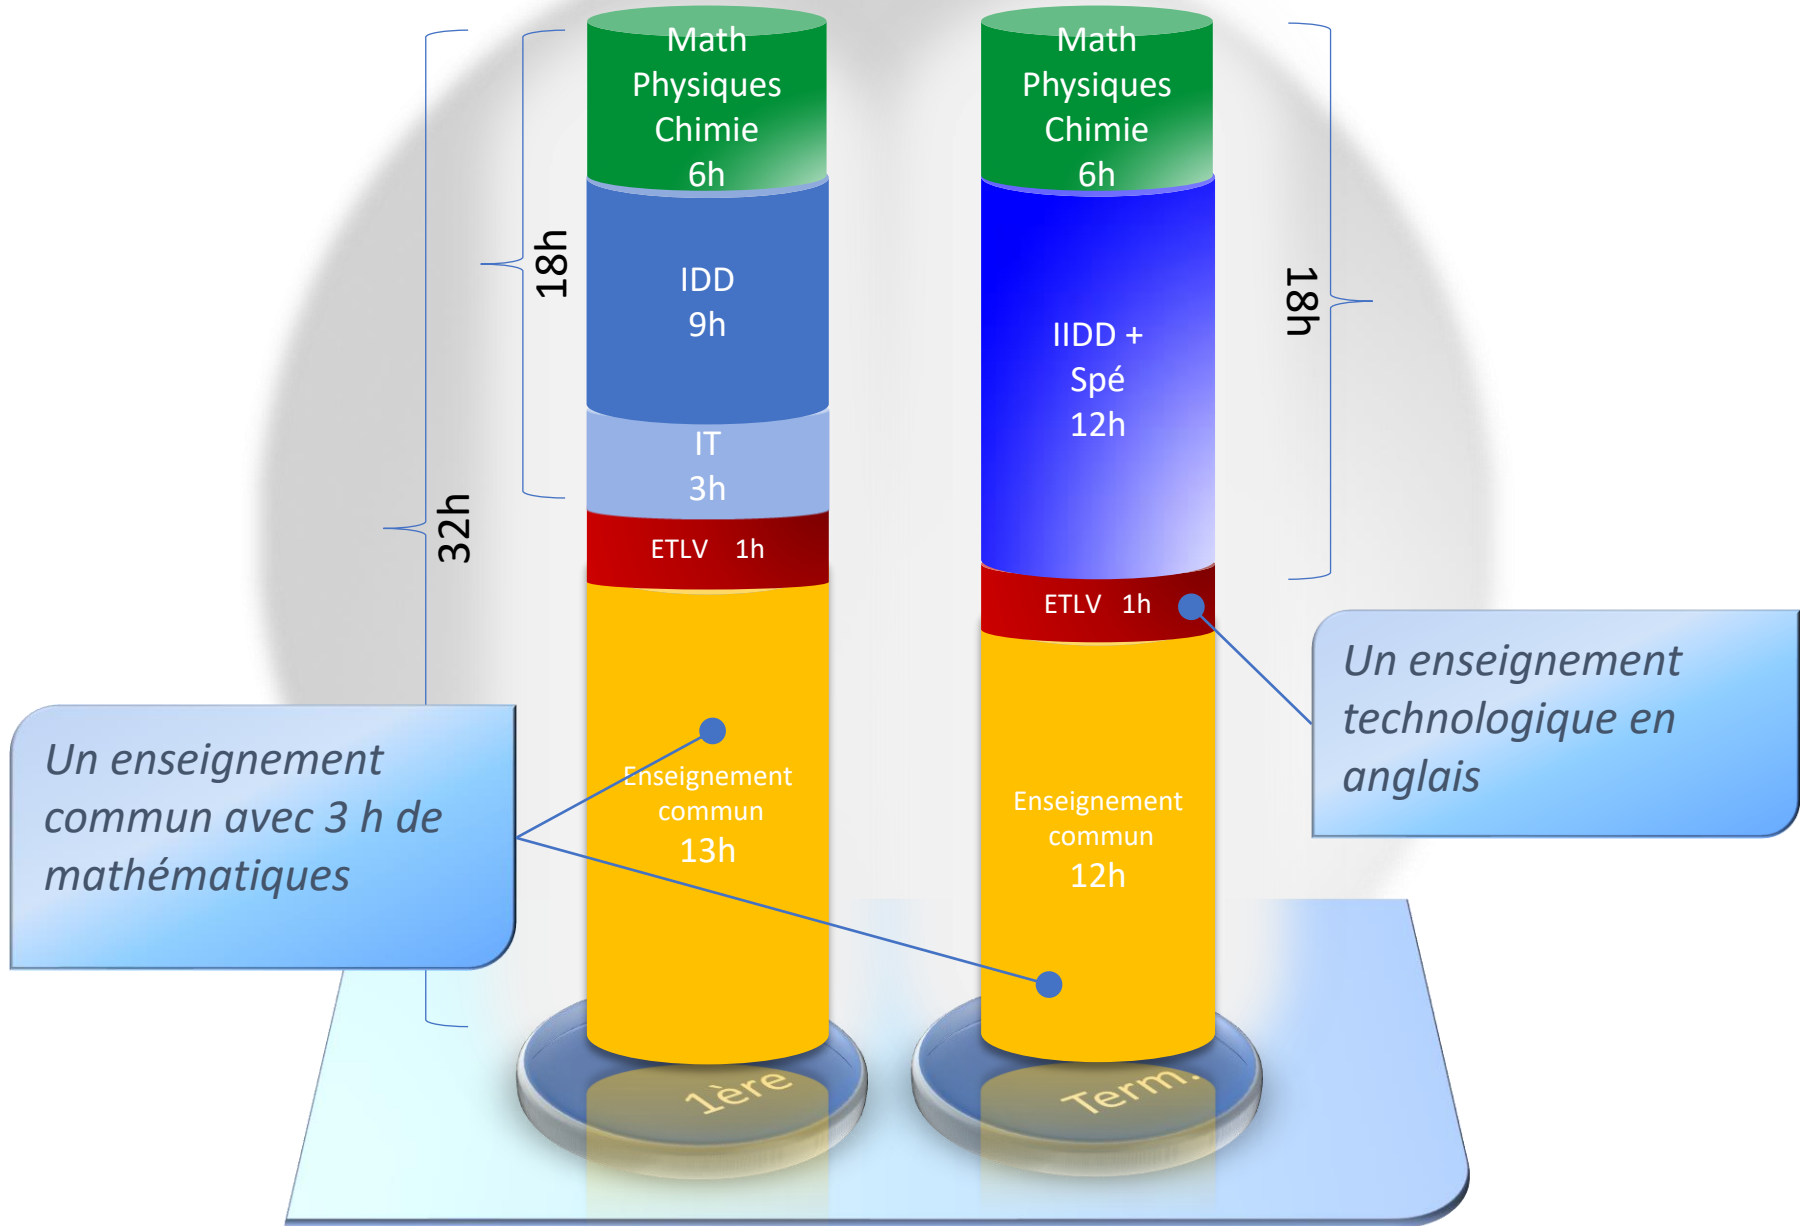 32h
18h
Math
Physiques
Chimie
6h
IDD
9h
IT
3h
ETLV 1h
Enseignement
commun
13h
1ère
Math
Physiques
Chimie
6h
IIDD +
Spé
12h
ETLV 1h
Enseignement
commun
12h
Term.
18h
Un enseignement
commun avec 3 h de
mathématiques
Un enseignement
technologique en
anglais